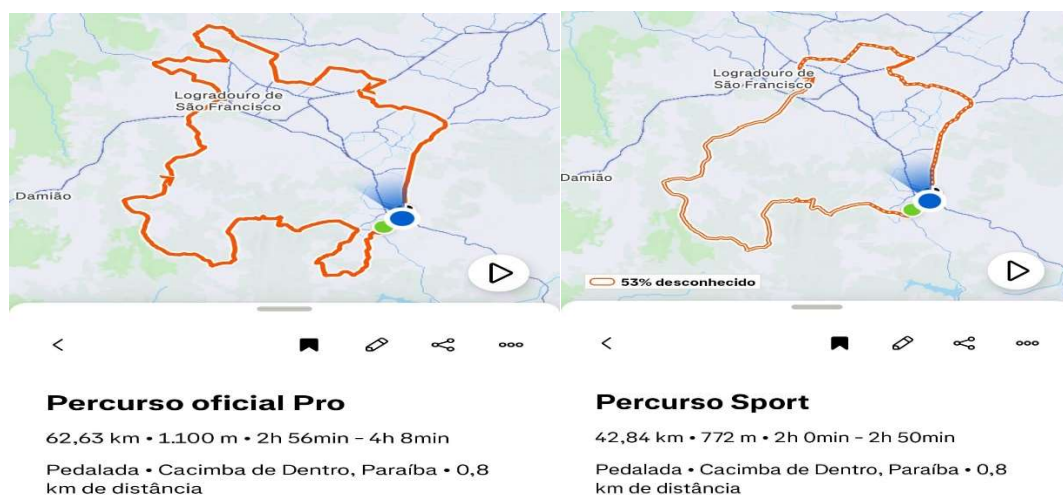 Logradouro de
São Francisco
Damião
Percurso oficial Pro
62,63 km • 1.100 m • 2h 56min – 4h 8min
Pedalada • Cacimba de Dentro, Paraíba • 0,8
km de distância
Logradouro de
São Francisco
Damião
53% desconhecido
Percurso Sport
42,84 km • 772 m • 2h 0min – 2h 50min
Pedalada • Cacimba de Dentro, Paraíba • 0,8
km de distância